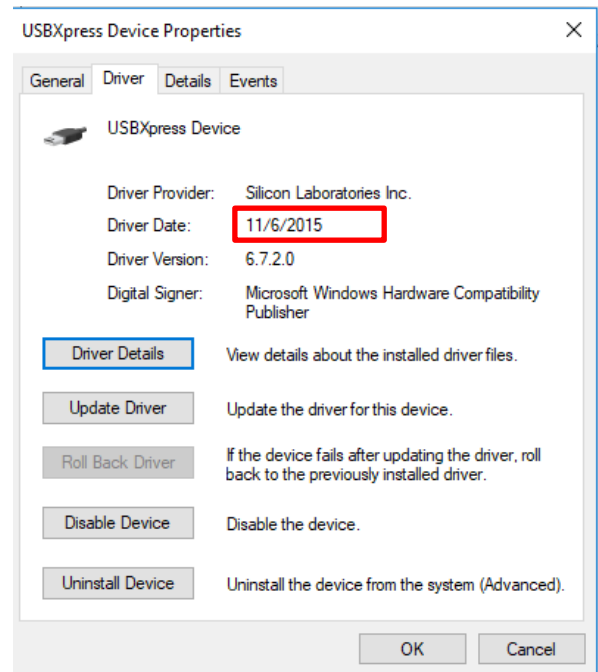 USBXpress Device Properties
General Driver Details Events
USBXpress Device
Driver Provider: Silicon Laboratories Inc.
Driver Date: 11/6/2015
Driver Version: 6.7.2.0
Digital Signer: Microsoft Windows Hardware Compatibility
Publisher
Driver Details View details about the installed driver files.
Update Driver Update the driver for this device.
Roll Back Driver If the device fails after updating the driver, roll
back to the previously installed driver.
Disable Device Disable the device.
Uninstall Device Uninstall the device from the system (Advanced).
OK Cancel